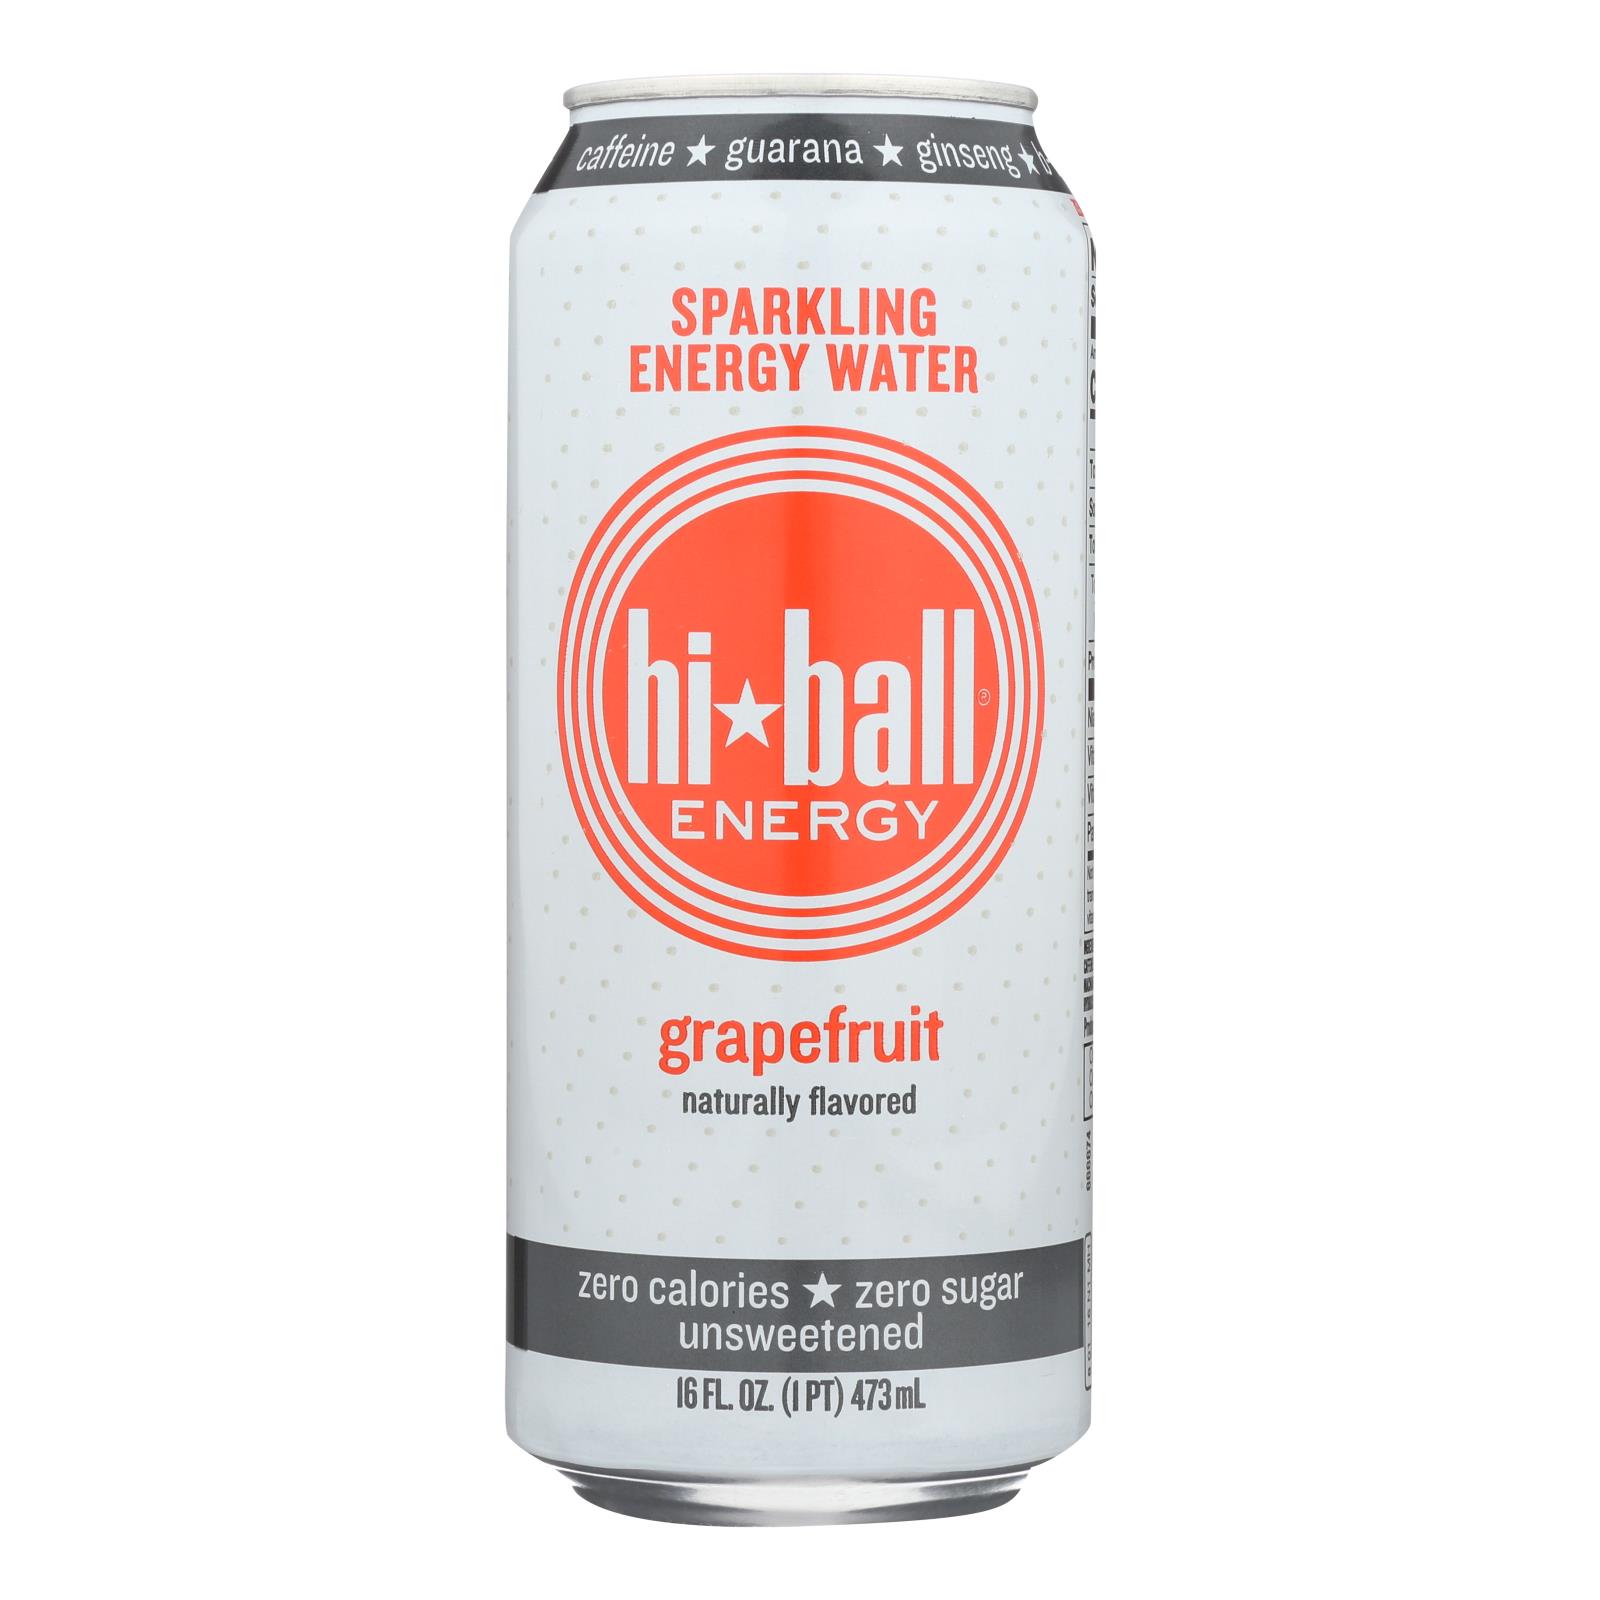 caffeine ★ guarana ★ ginseng ★
SPARKLING
ENERGY WATER
hi★ball®
ENERGY
grapefruit
naturally flavored
zero calories ★ zero sugar
unsweetened
16 FL. OZ. (1 PT) 473 mL